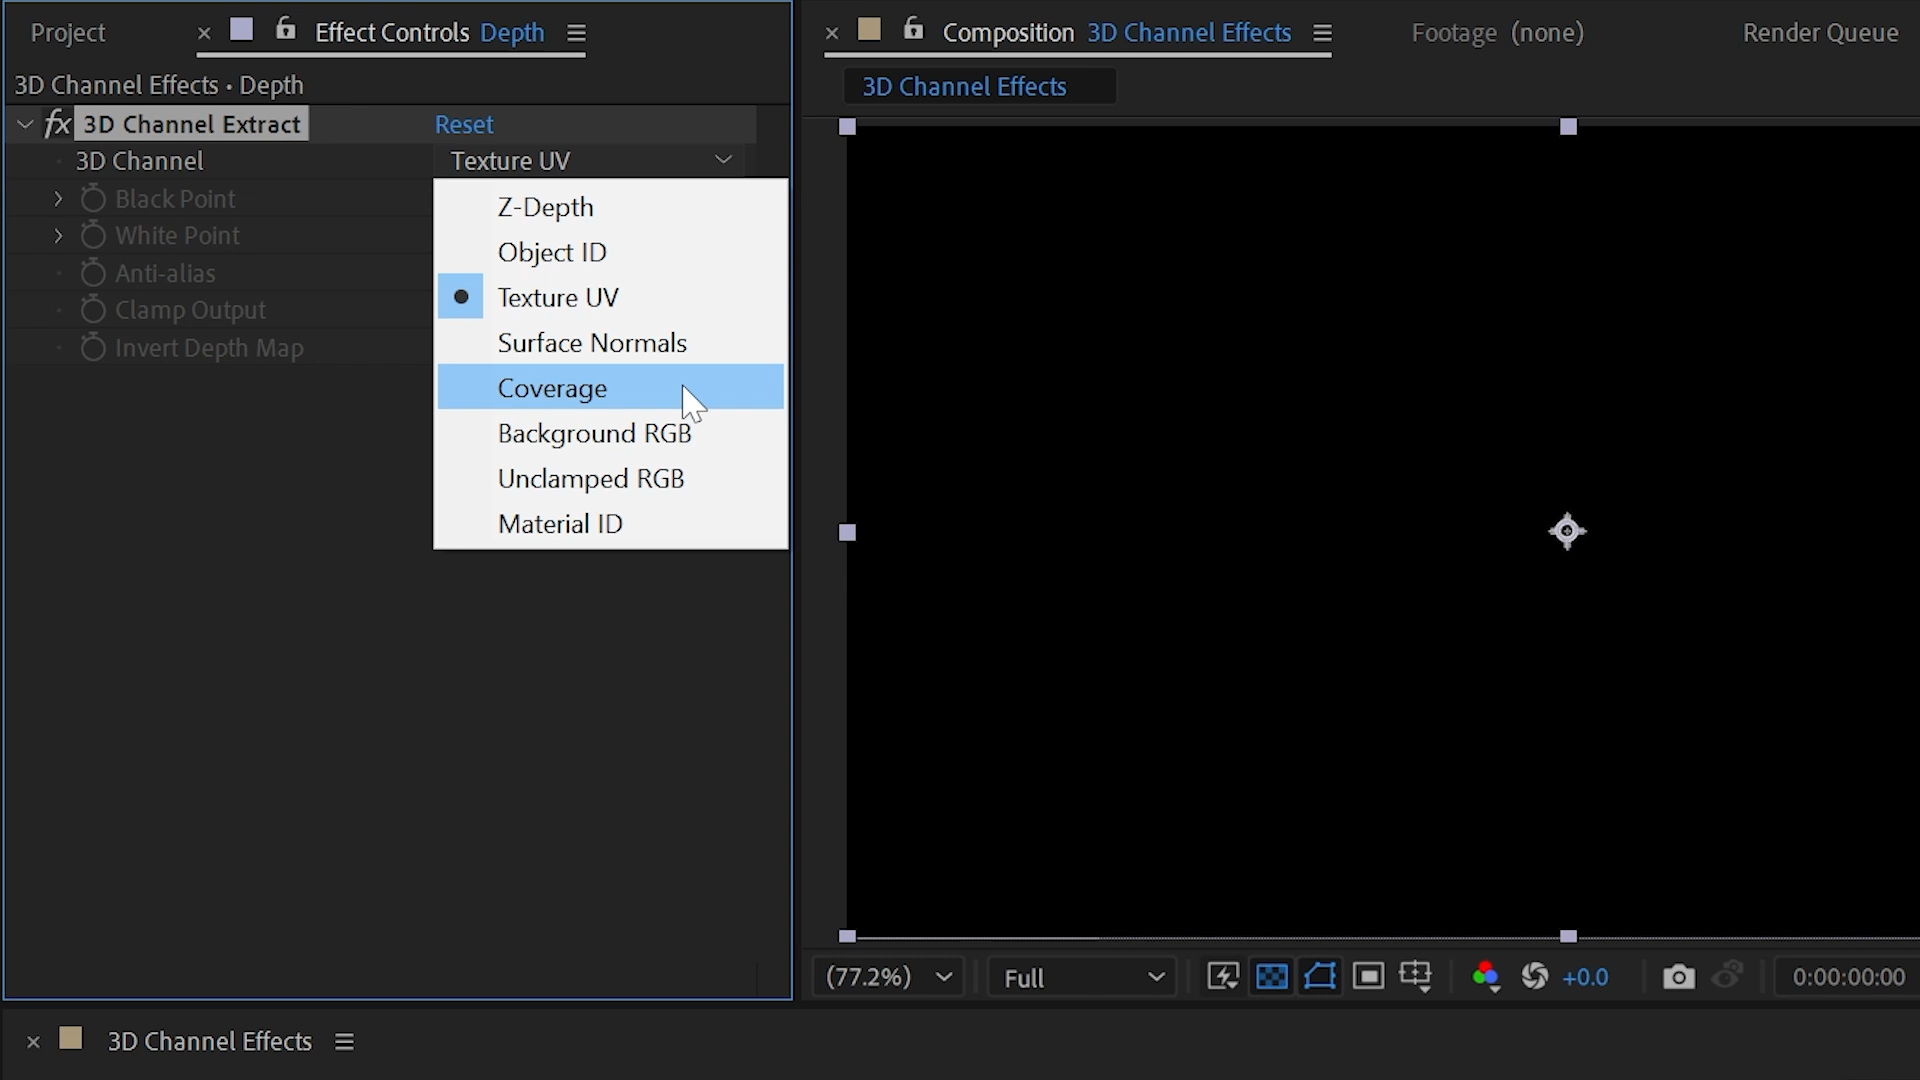 Project
Effect Controls Depth
3D Channel Effects • Depth
fx 3D Channel Extract Reset
3D Channel Texture UV
Black Point
White Point
Anti-alias
Clamp Output
Invert Depth Map
Z-Depth
Object ID
Texture UV
Surface Normals
Coverage
Background RGB
Unclamped RGB
Material ID
Composition 3D Channel Effects
Footage (none)
Render Queue
3D Channel Effects
(77.2%)
Full
+0.0
0:00:00:00
3D Channel Effects